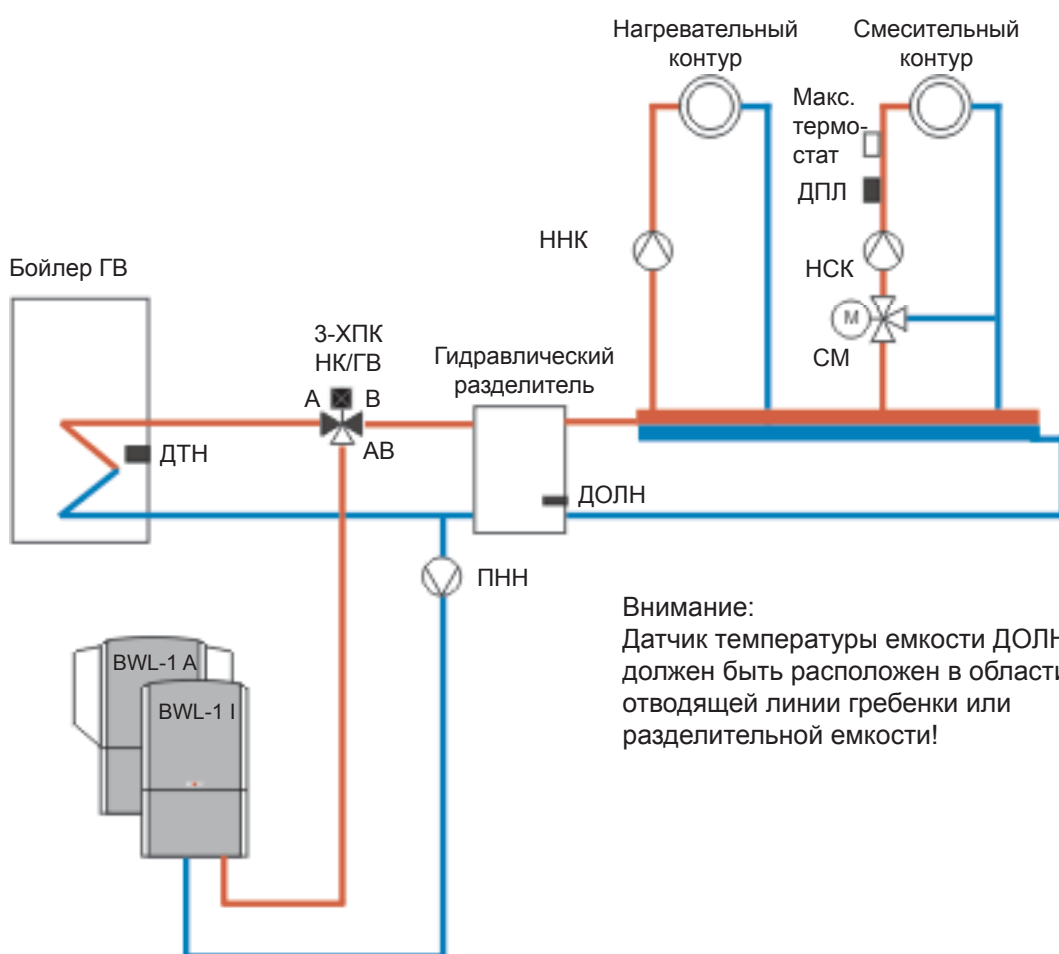 Нагревательный
контур
Смесительный
контур
Макс.
термо-
стат
ДПЛ
ННК
НСК
Бойлер ГВ
М
СМ
3-ХПК
НК/ГВ
Гидравлический
разделитель
А
В
АВ
ДТН
ДОЛН
ПНН
Внимание:
Датчик температуры емкости ДОЛН
должен быть расположен в области
отводящей линии гребенки или
разделительной емкости!
BWL-1 A
BWL-1 I